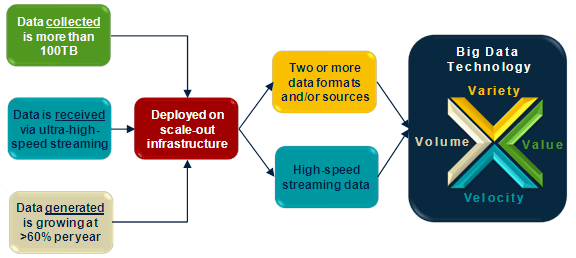 Data collected
is more than
100TB
Data is received
via ultra-high-
speed streaming
Data generated
is growing at
>60% per year
Deployed on
scale-out
infrastructure
Two or more
data formats
and/or sources
High-speed
streaming data
Big Data
Technology
Variety
Volume
Value
Velocity